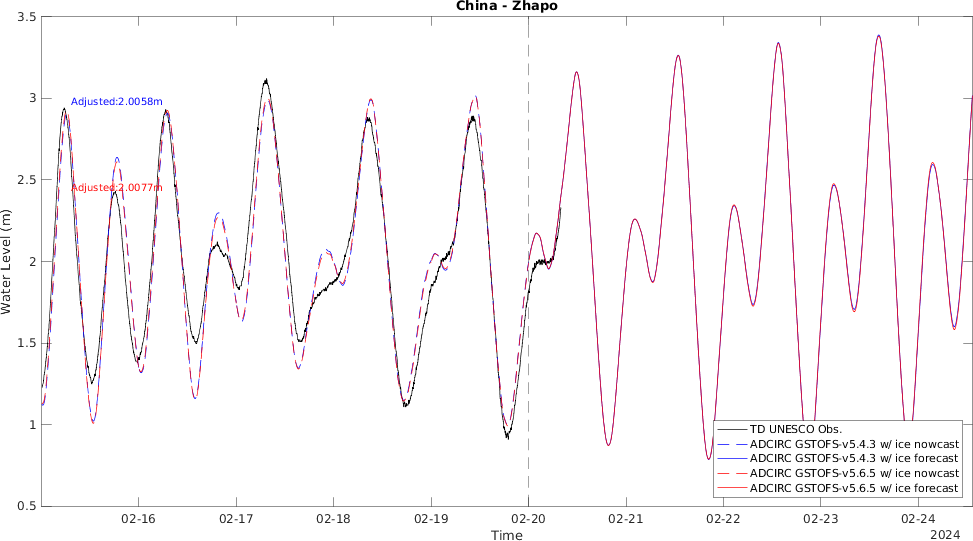 China - Zhapo
3.5
3
2.5
2
1.5
1
0.5
Water Level (m)
Adjusted:2.0058m
Adjusted:2.0077m
TD UNESCO Obs.
ADCIRC GSTOFS-v5.4.3 w/ ice nowcast
ADCIRC GSTOFS-v5.4.3 w/ ice forecast
ADCIRC GSTOFS-v5.6.5 w/ ice nowcast
ADCIRC GSTOFS-v5.6.5 w/ ice forecast
02-16 02-17 02-18 02-19 02-20 02-21 02-22 02-23 02-24
Time
2024